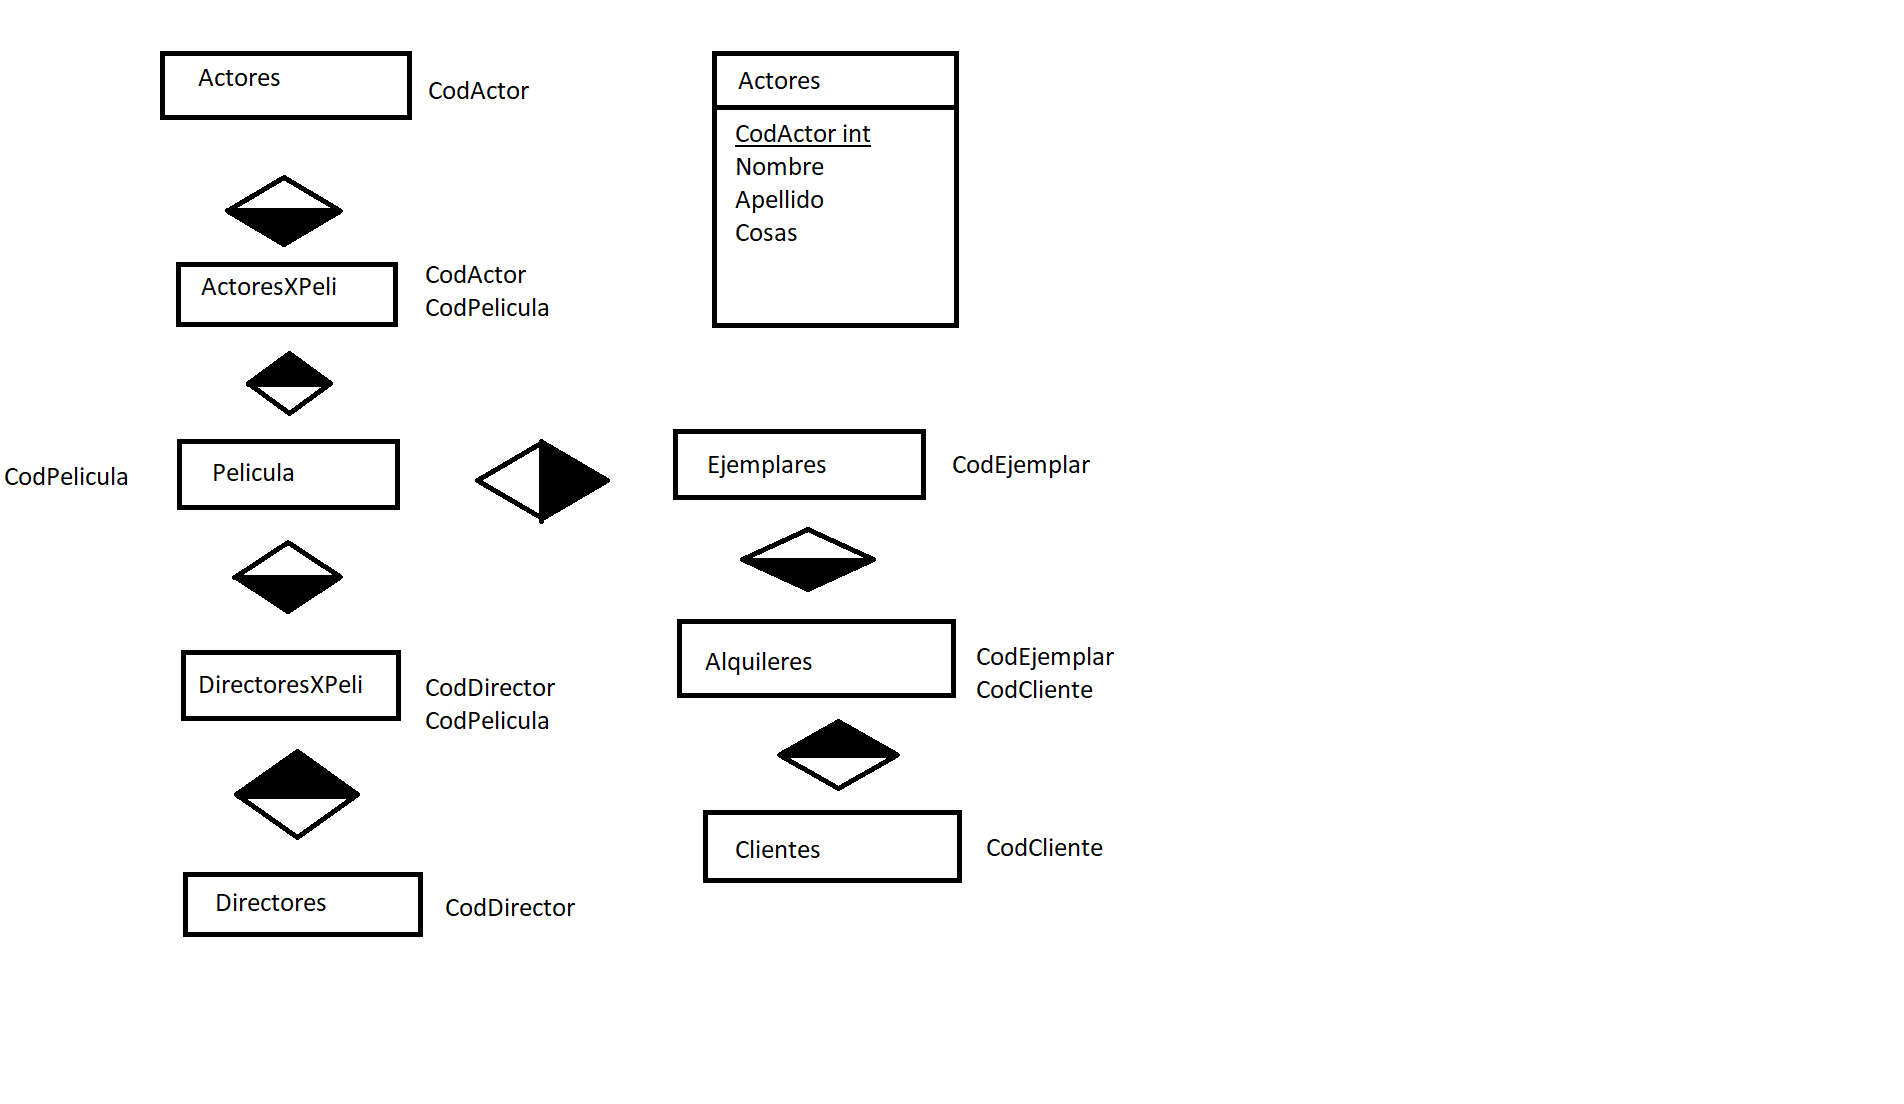 Actores
CodActor
ActoresXPeli
CodActor
CodPelicula
CodPelicula
Pelicula
DirectoresXPeli
CodDirector
CodPelicula
Directores
CodDirector
Actores
CodActor int
Nombre
Apellido
Cosas
Ejemplares
CodEjemplar
Alquileres
CodEjemplar
CodCliente
Clientes
CodCliente